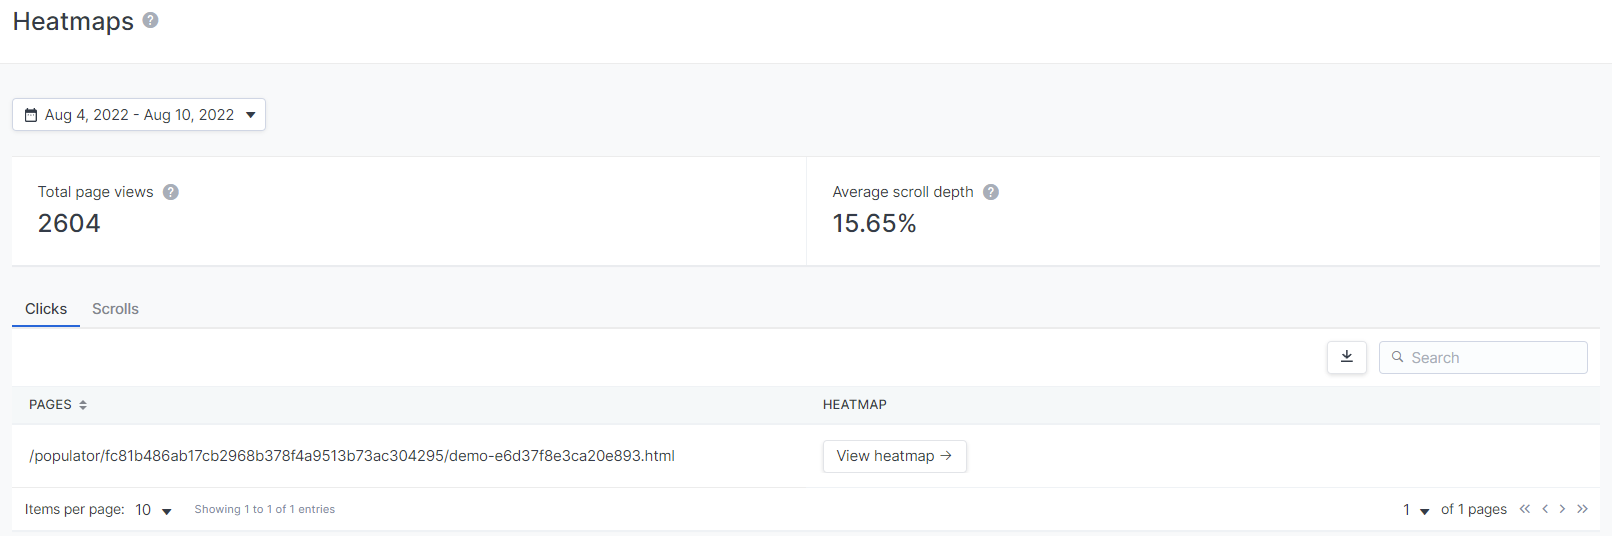 Heatmaps ?
Aug 4, 2022 - Aug 10, 2022
Total page views ?
2604
Average scroll depth ?
15.65%
Clicks Scrolls
Search
PAGES HEATMAP
/populator/fc81b486ab17cb2968b378f4a9513b73ac304295/demo-e6d37f8e3ca20e893.html View heatmap →
Items per page: 10 Showing 1 to 1 of 1 entries 1 of 1 pages « ‹ › »